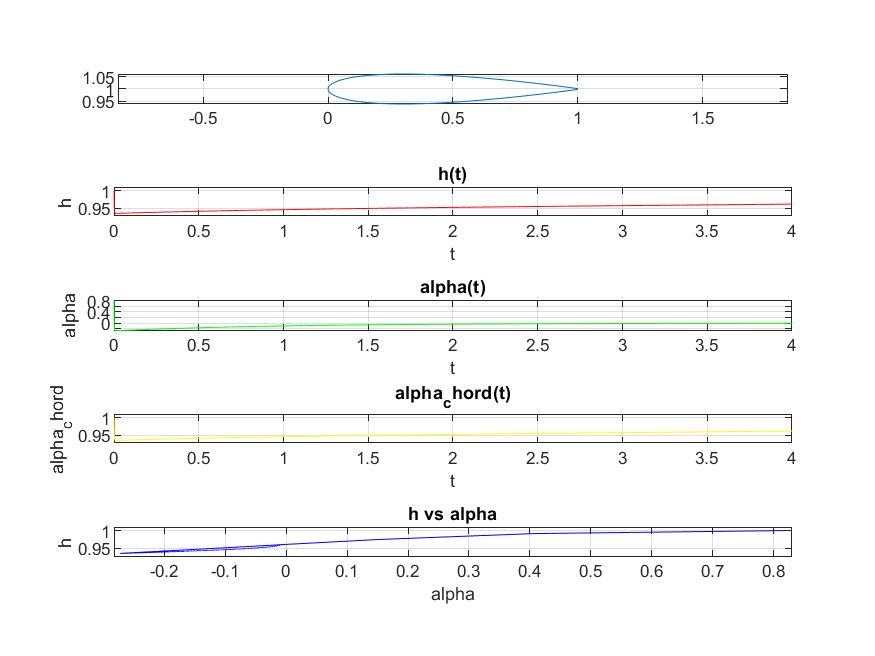 1.05
1
0.95
-0.5 0 0.5 1 1.5
h(t)
1
0.95
h
0 0.5 1 1.5 2 2.5 3 3.5 4
t
alpha(t)
0.8
0.4
0
alpha
0 0.5 1 1.5 2 2.5 3 3.5 4
t
alpha_chord(t)
1
0.95
alpha_chord
0 0.5 1 1.5 2 2.5 3 3.5 4
t
h vs alpha
1
0.95
h
-0.2 -0.1 0 0.1 0.2 0.3 0.4 0.5 0.6 0.7 0.8
alpha